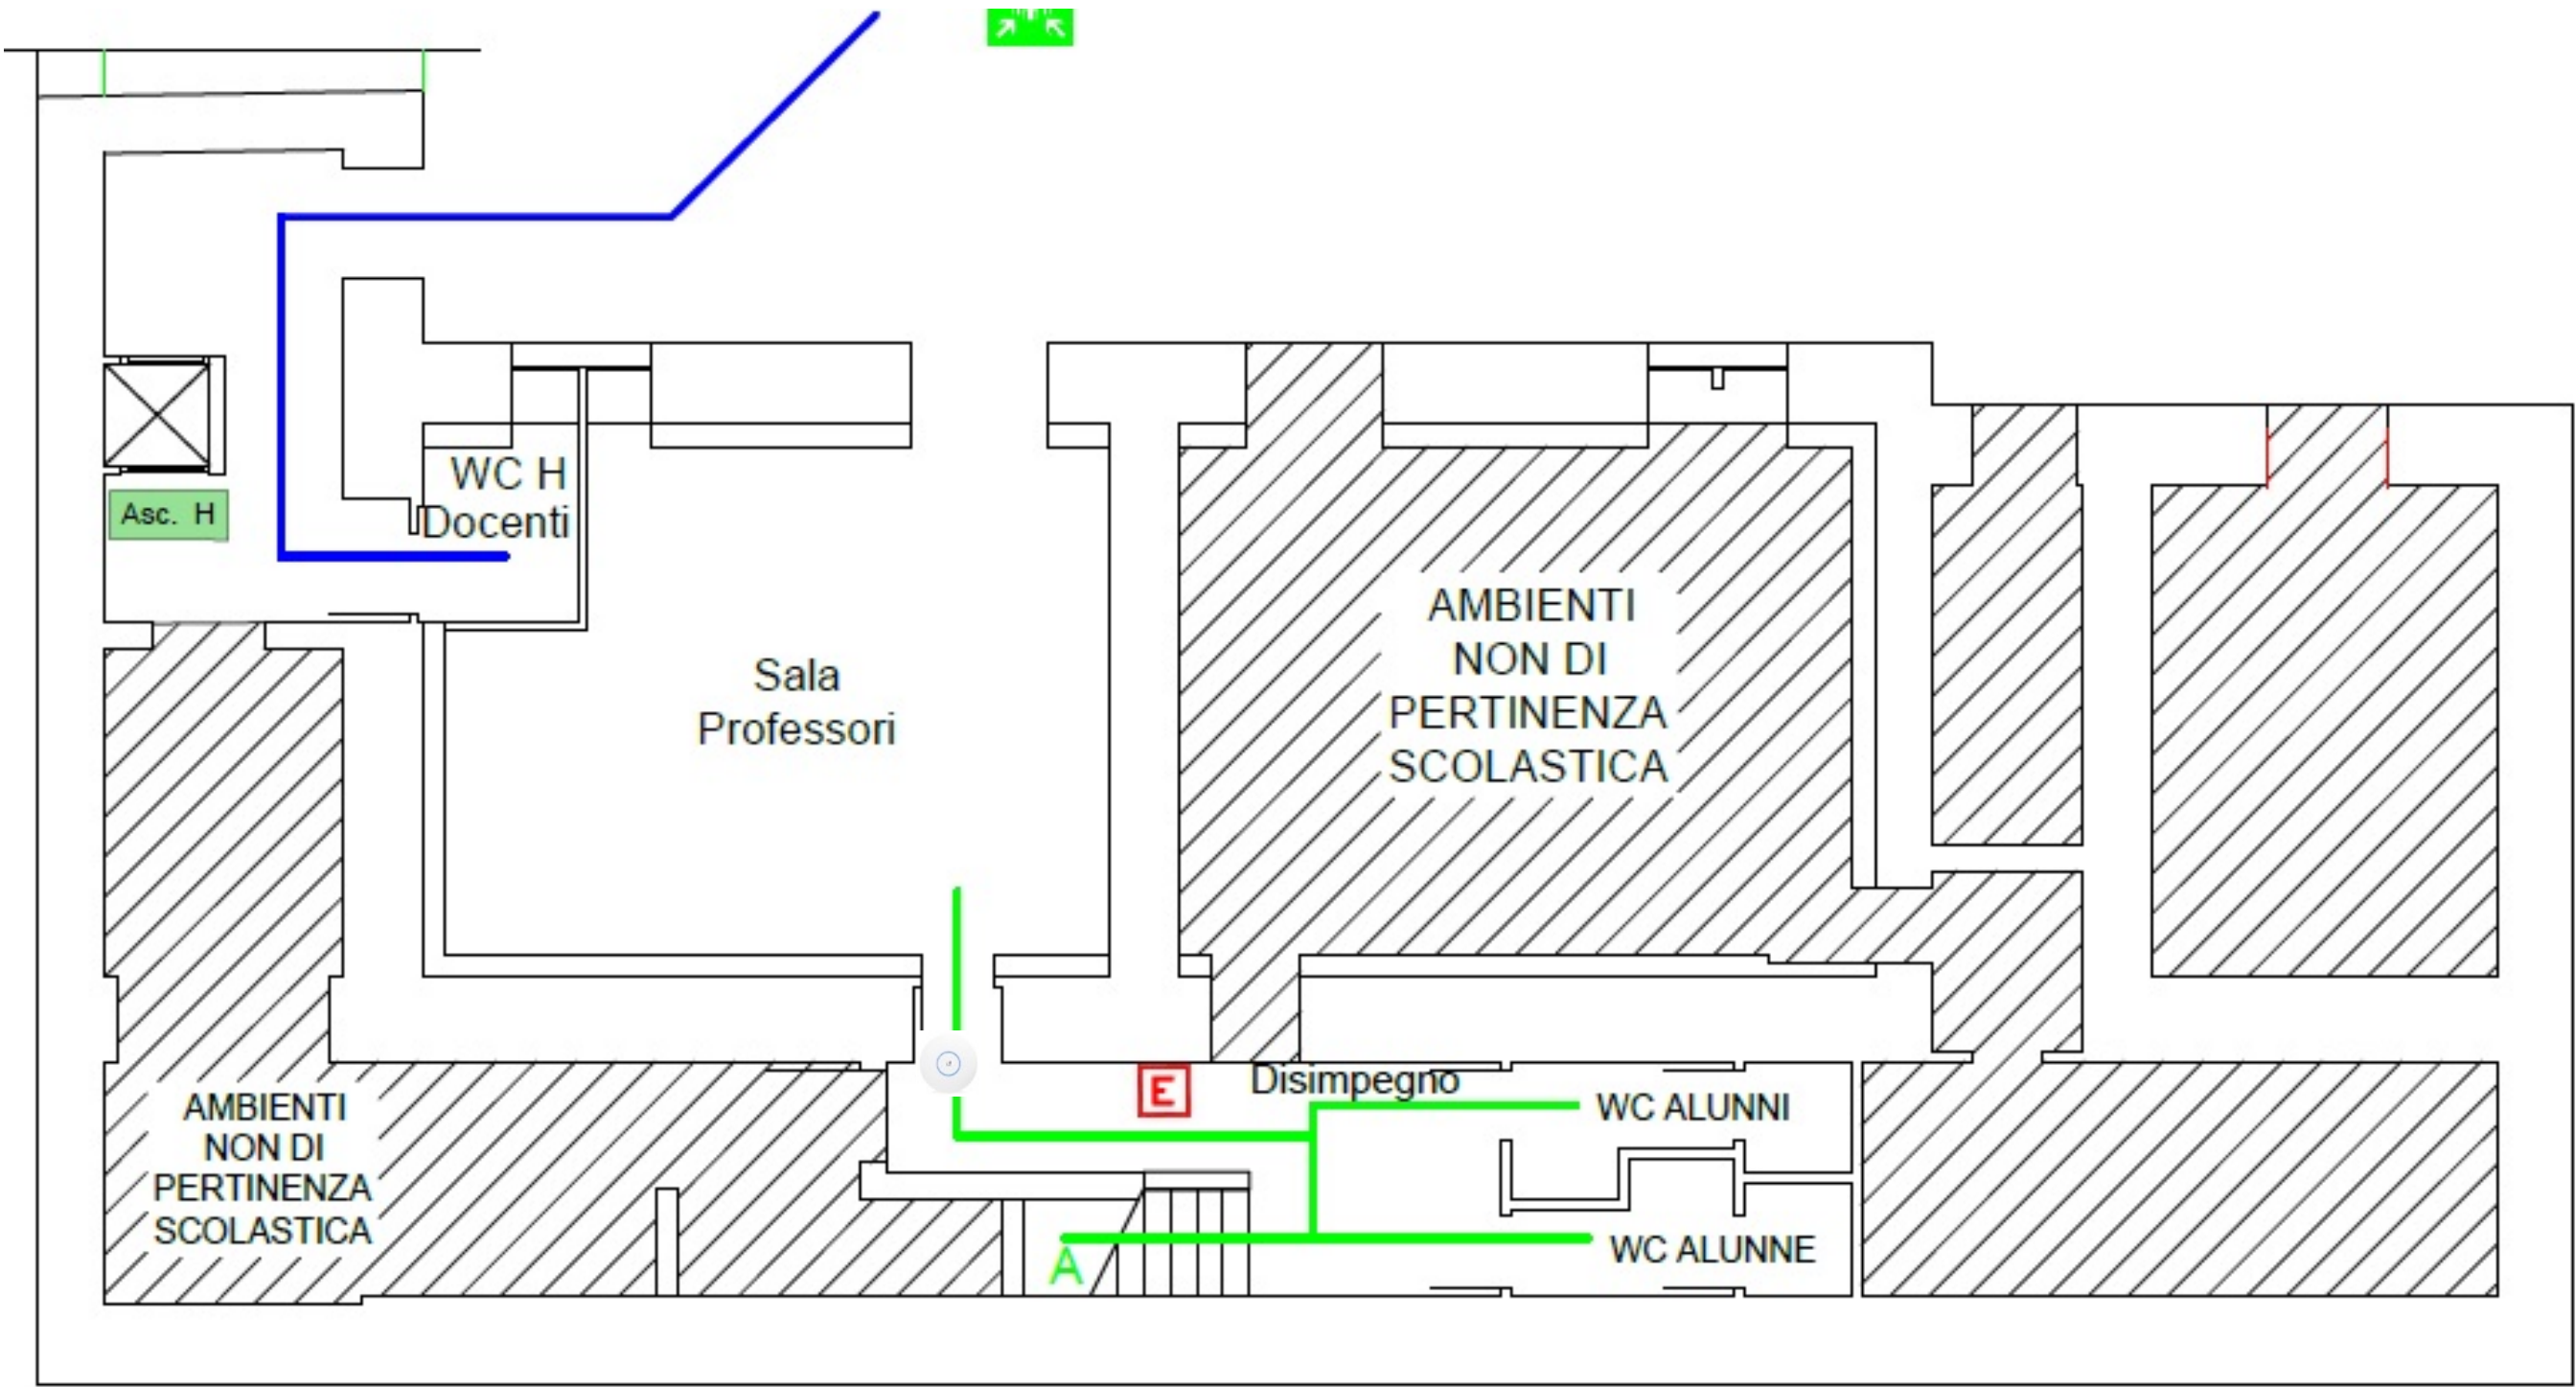 WC H
Docenti
Asc. H
AMBIENTI
NON DI
PERTINENZA
SCOLASTICA
Sala
Professori
E
Disimpegno
WC ALUNNI
AMBIENTI
NON DI
PERTINENZA
SCOLASTICA
WC ALUNNE
A